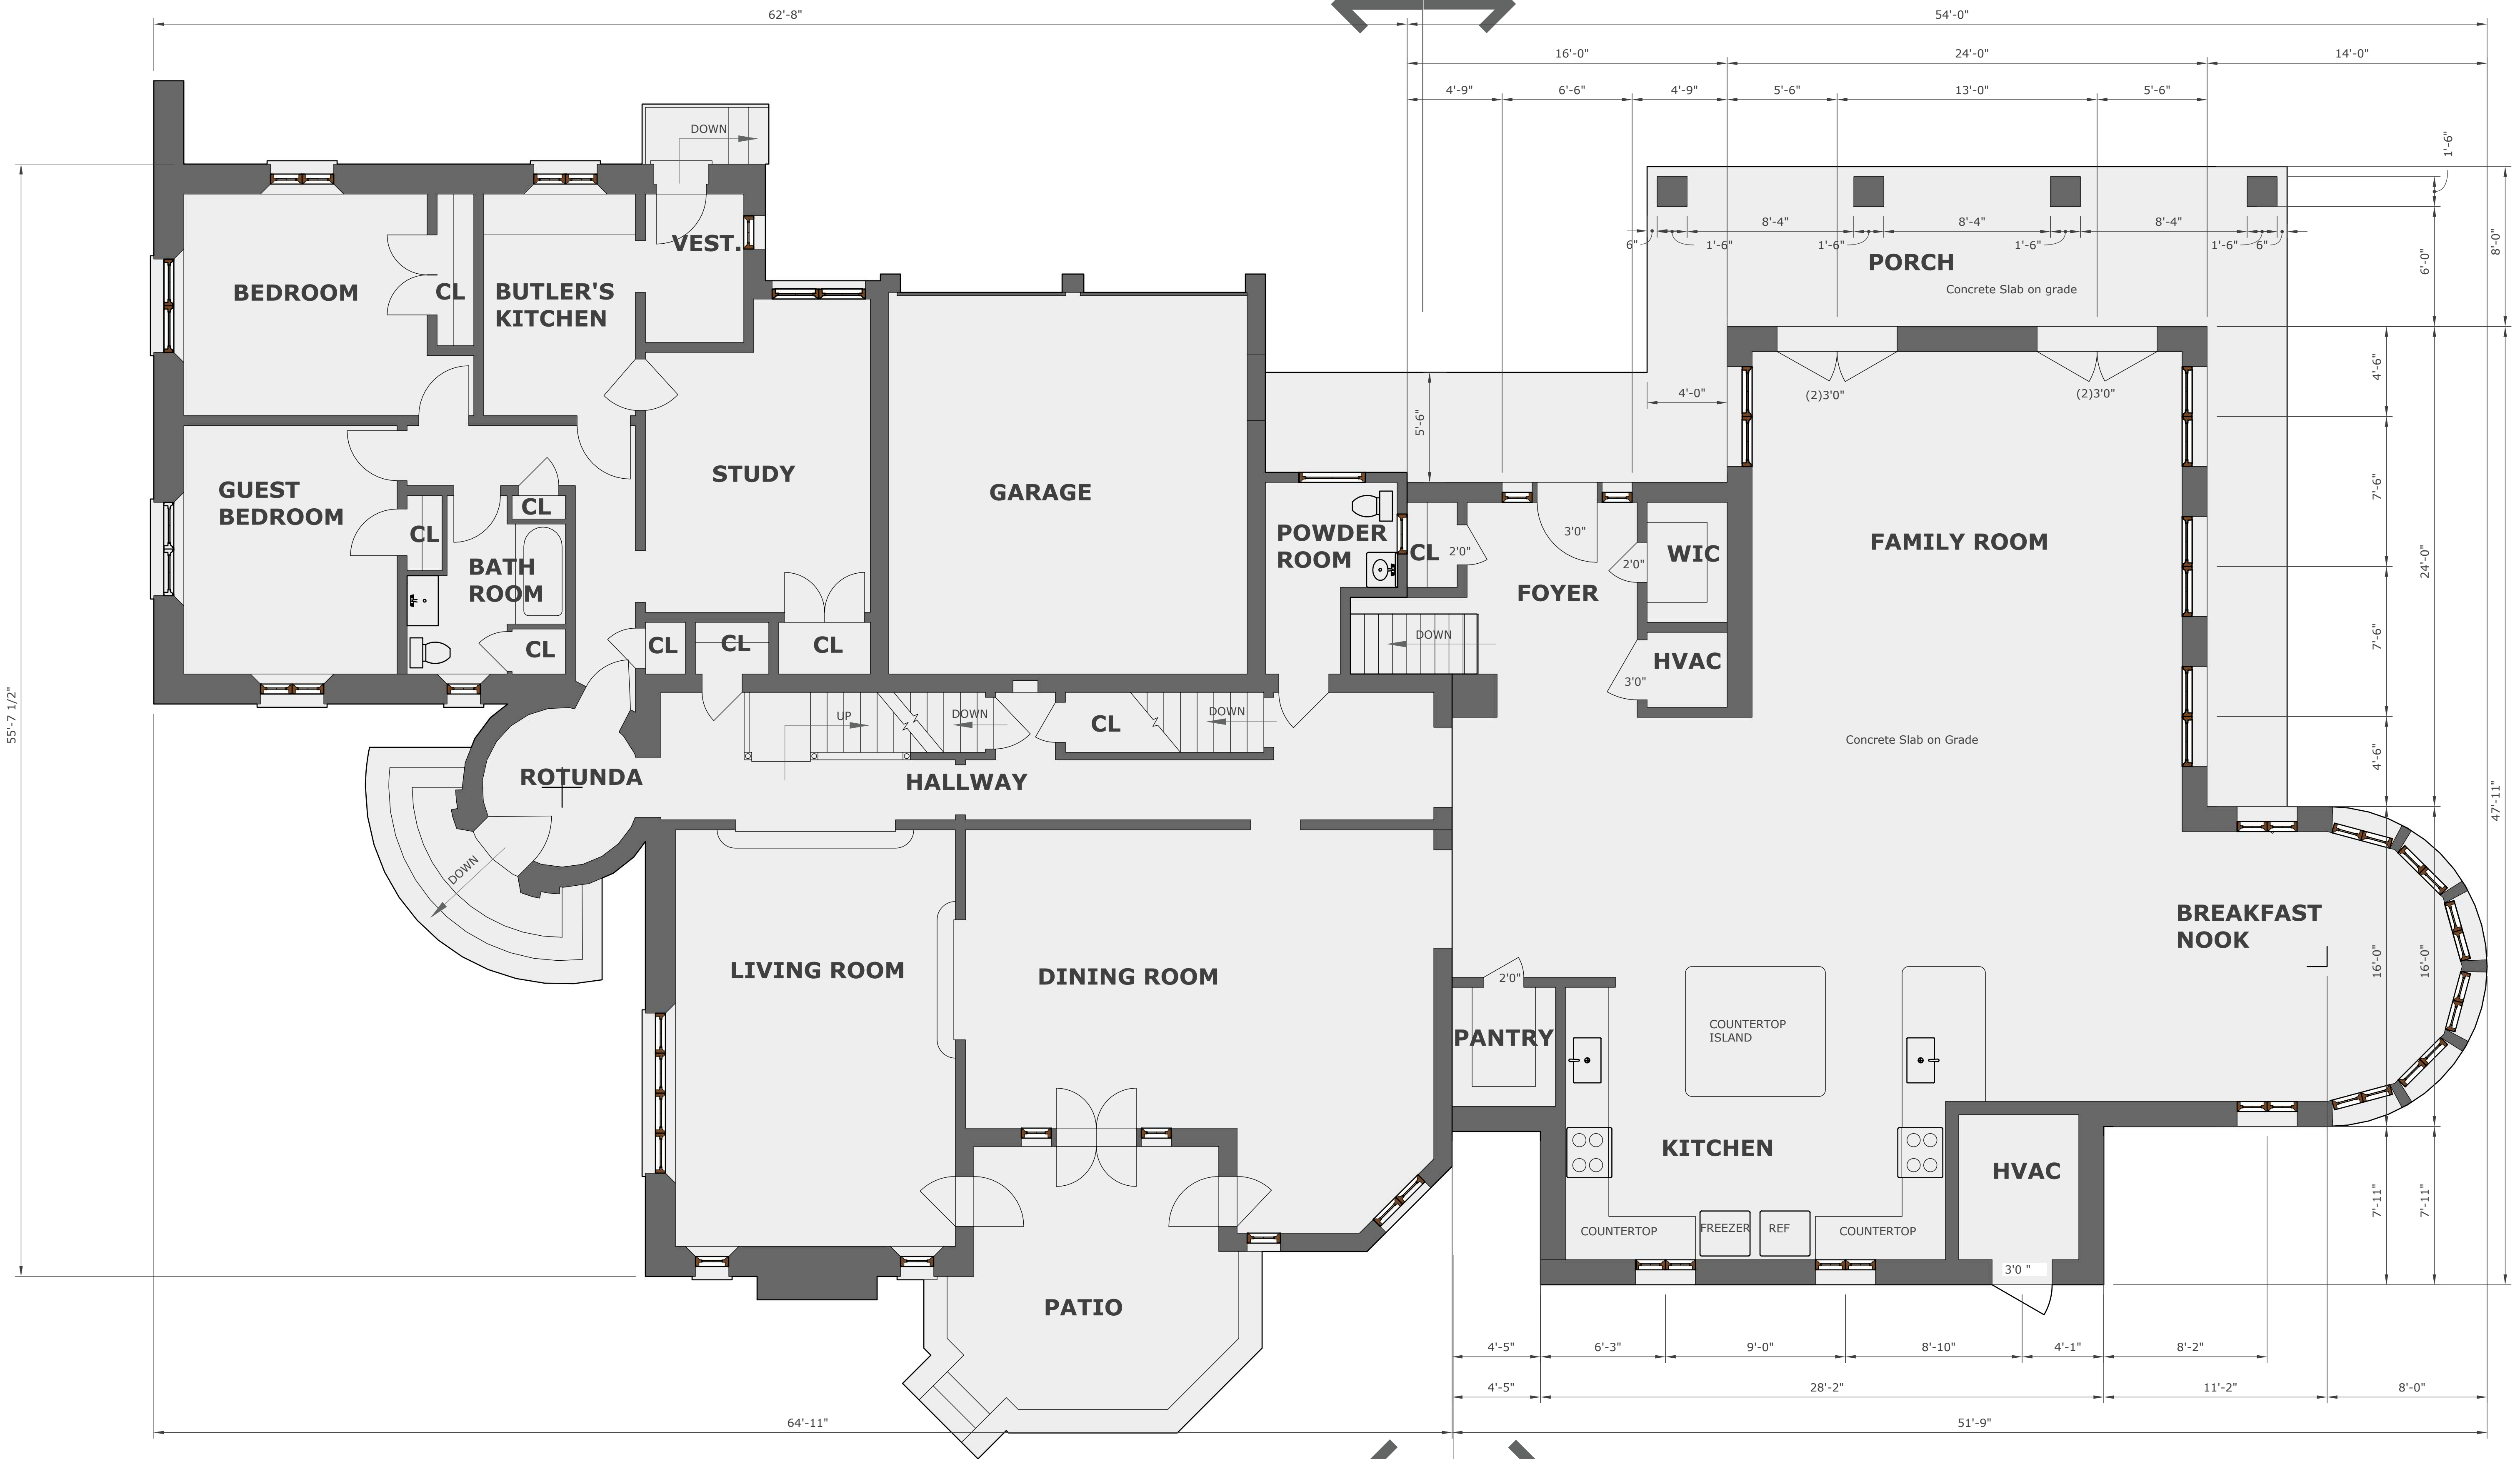 62'-8"
54'-0"
16'-0"
24'-0"
14'-0"
4'-9"
6'-6"
4'-9"
5'-6"
13'-0"
5'-6"
DOWN
1'-6"
8'-4"
8'-4"
8'-4"
6"
1'-6"
1'-6"
1'-6"
1'-6"
6"
6'-0"
8'-0"
VEST.
PORCH
Concrete Slab on grade
BEDROOM
CL
BUTLER'S
KITCHEN
4'-0"
(2)3'0"
(2)3'0"
4'-6"
5'-6"
STUDY
GARAGE
GUEST
BEDROOM
CL
CL
BATH
ROOM
POWDER
ROOM
CL
2'0"
3'0"
2'0"
WIC
FAMILY ROOM
7'-6"
24'-0"
FOYER
DOWN
CL
CL
CL
CL
HVAC
3'0"
7'-6"
55'-7 1/2"
UP
DOWN
CL
DOWN
Concrete Slab on Grade
4'-6"
47'-11"
ROTUNDA
HALLWAY
DOWN
BREAKFAST
NOOK
LIVING ROOM
DINING ROOM
2'0"
16'-0"
16'-0"
PANTRY
COUNTERTOP
ISLAND
KITCHEN
HVAC
7'-11"
7'-11"
COUNTERTOP
FREEZER
REF
COUNTERTOP
3'0 "
PATIO
4'-5"
6'-3"
9'-0"
8'-10"
4'-1"
8'-2"
4'-5"
28'-2"
11'-2"
8'-0"
64'-11"
51'-9"